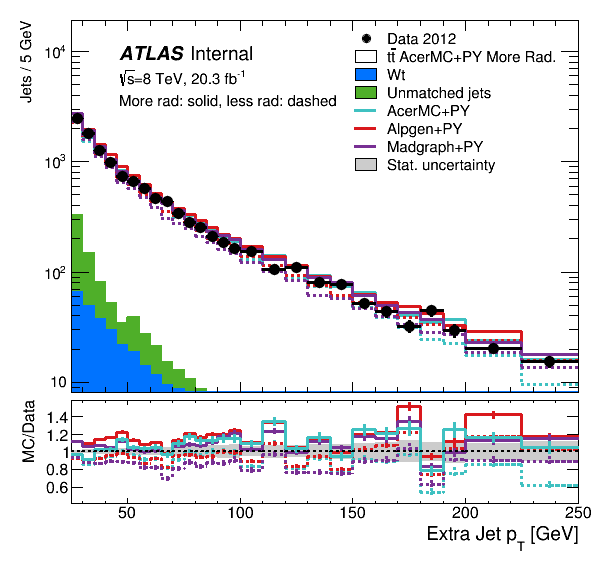 ATLAS Internal
√s=8 TeV, 20.3 fb⁻¹
More rad: solid, less rad: dashed
Data 2012
tt̄ AcerMC+PY More Rad.
Wt
Unmatched jets
AcerMC+PY
Alpgen+PY
Madgraph+PY
Stat. uncertainty
Jets / 5 GeV
10⁴
10³
10²
10
MC/Data
1.4
1.2
1
0.8
0.6
50 100 150 200 250
Extra Jet p_T [GeV]